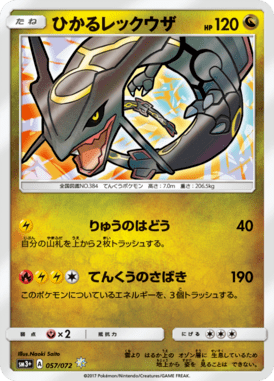 たね
ひかるレックウザ
HP 120
全国図鑑NO.384 てんくうポケモン 高さ:7.0m 重さ:206.5kg
りゅうのはどう 40
自分の山札を上から2枚トラッシュする。
てんくうのさばき 190
このポケモンについているエネルギーを、3個トラッシュする。
弱点 ×2 抵抗力 にげる
Illus.Naoki Saito
SM3+ A 057/072
©2017 Pokémon/Nintendo/Creatures/GAME FREAK.